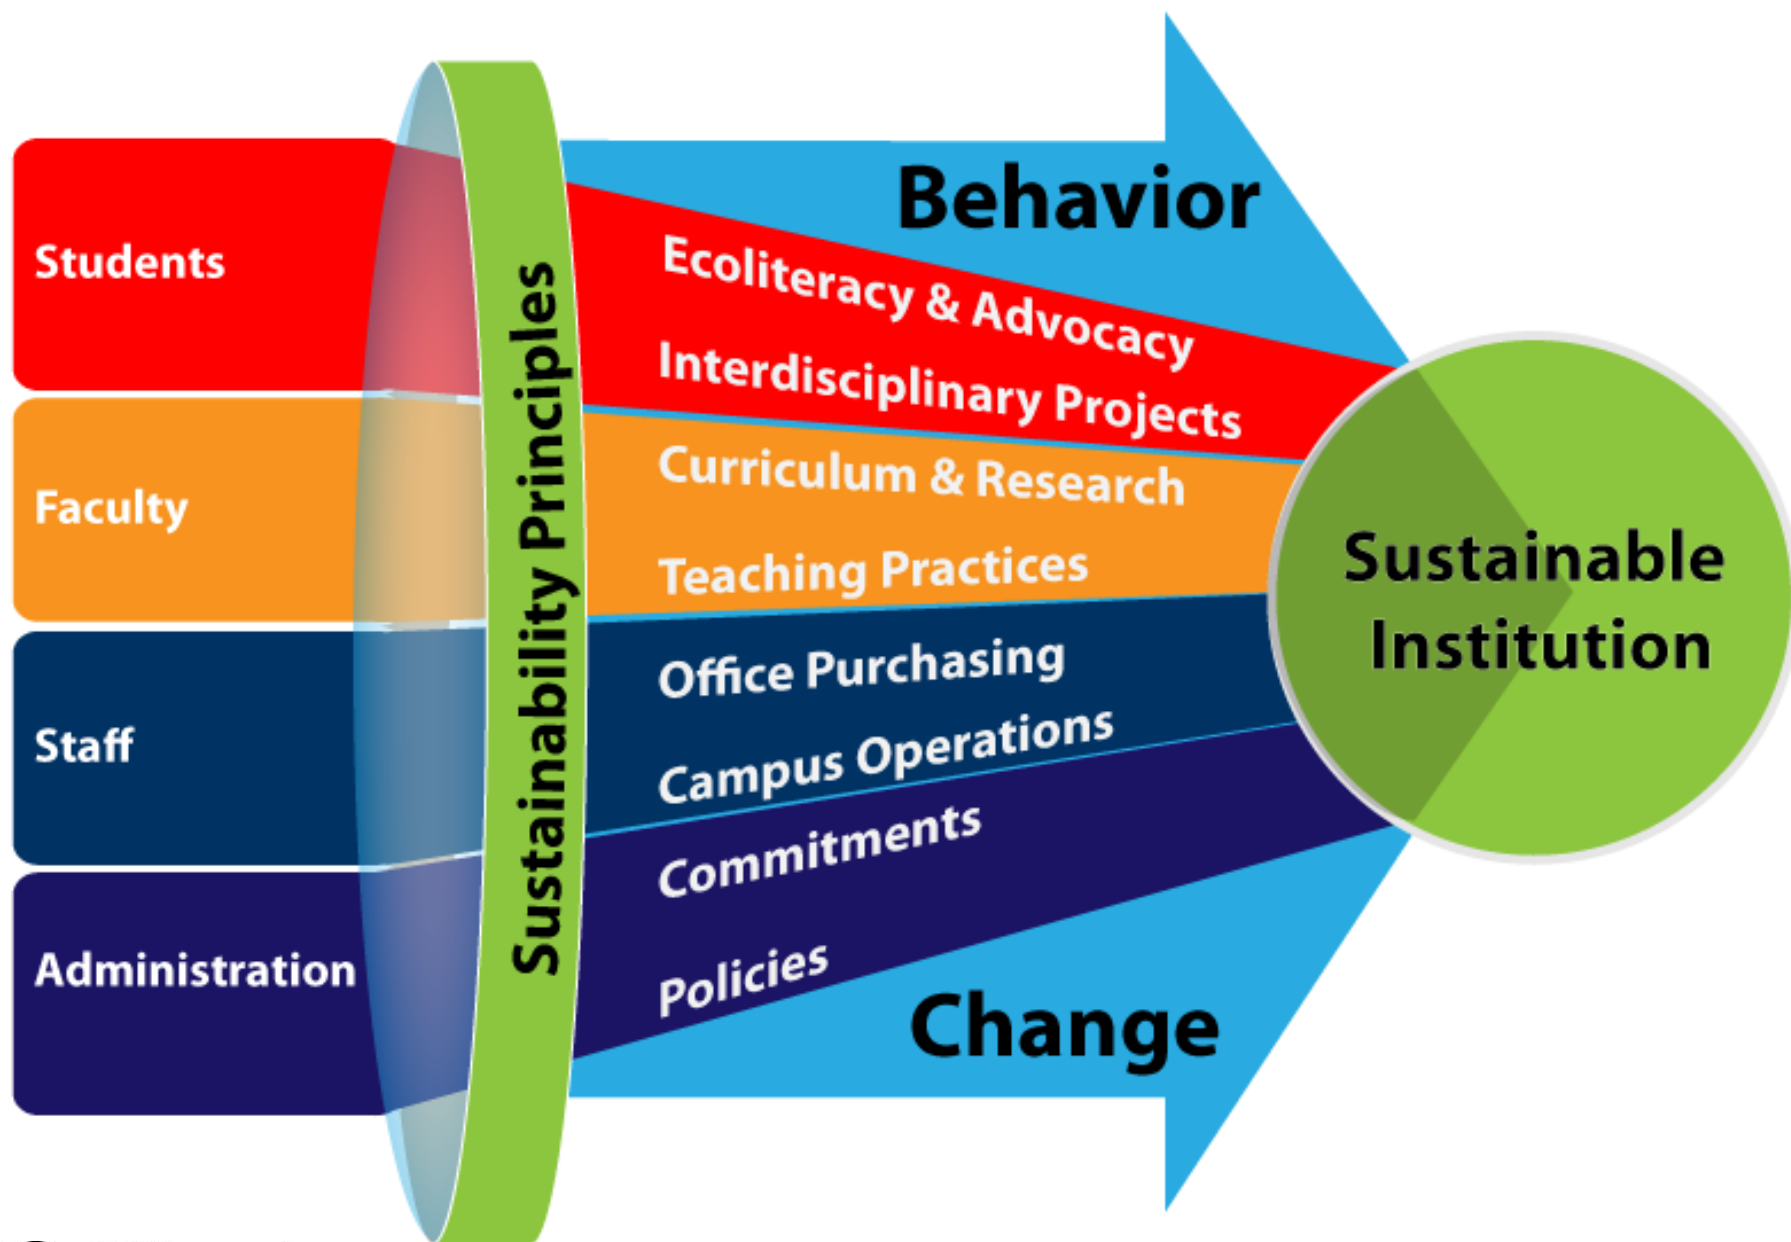 Students
Faculty
Staff
Administration
Sustainability Principles
Behavior
Ecoliteracy & Advocacy
Interdisciplinary Projects
Curriculum & Research
Teaching Practices
Office Purchasing
Campus Operations
Commitments
Policies
Change
Sustainable
Institution